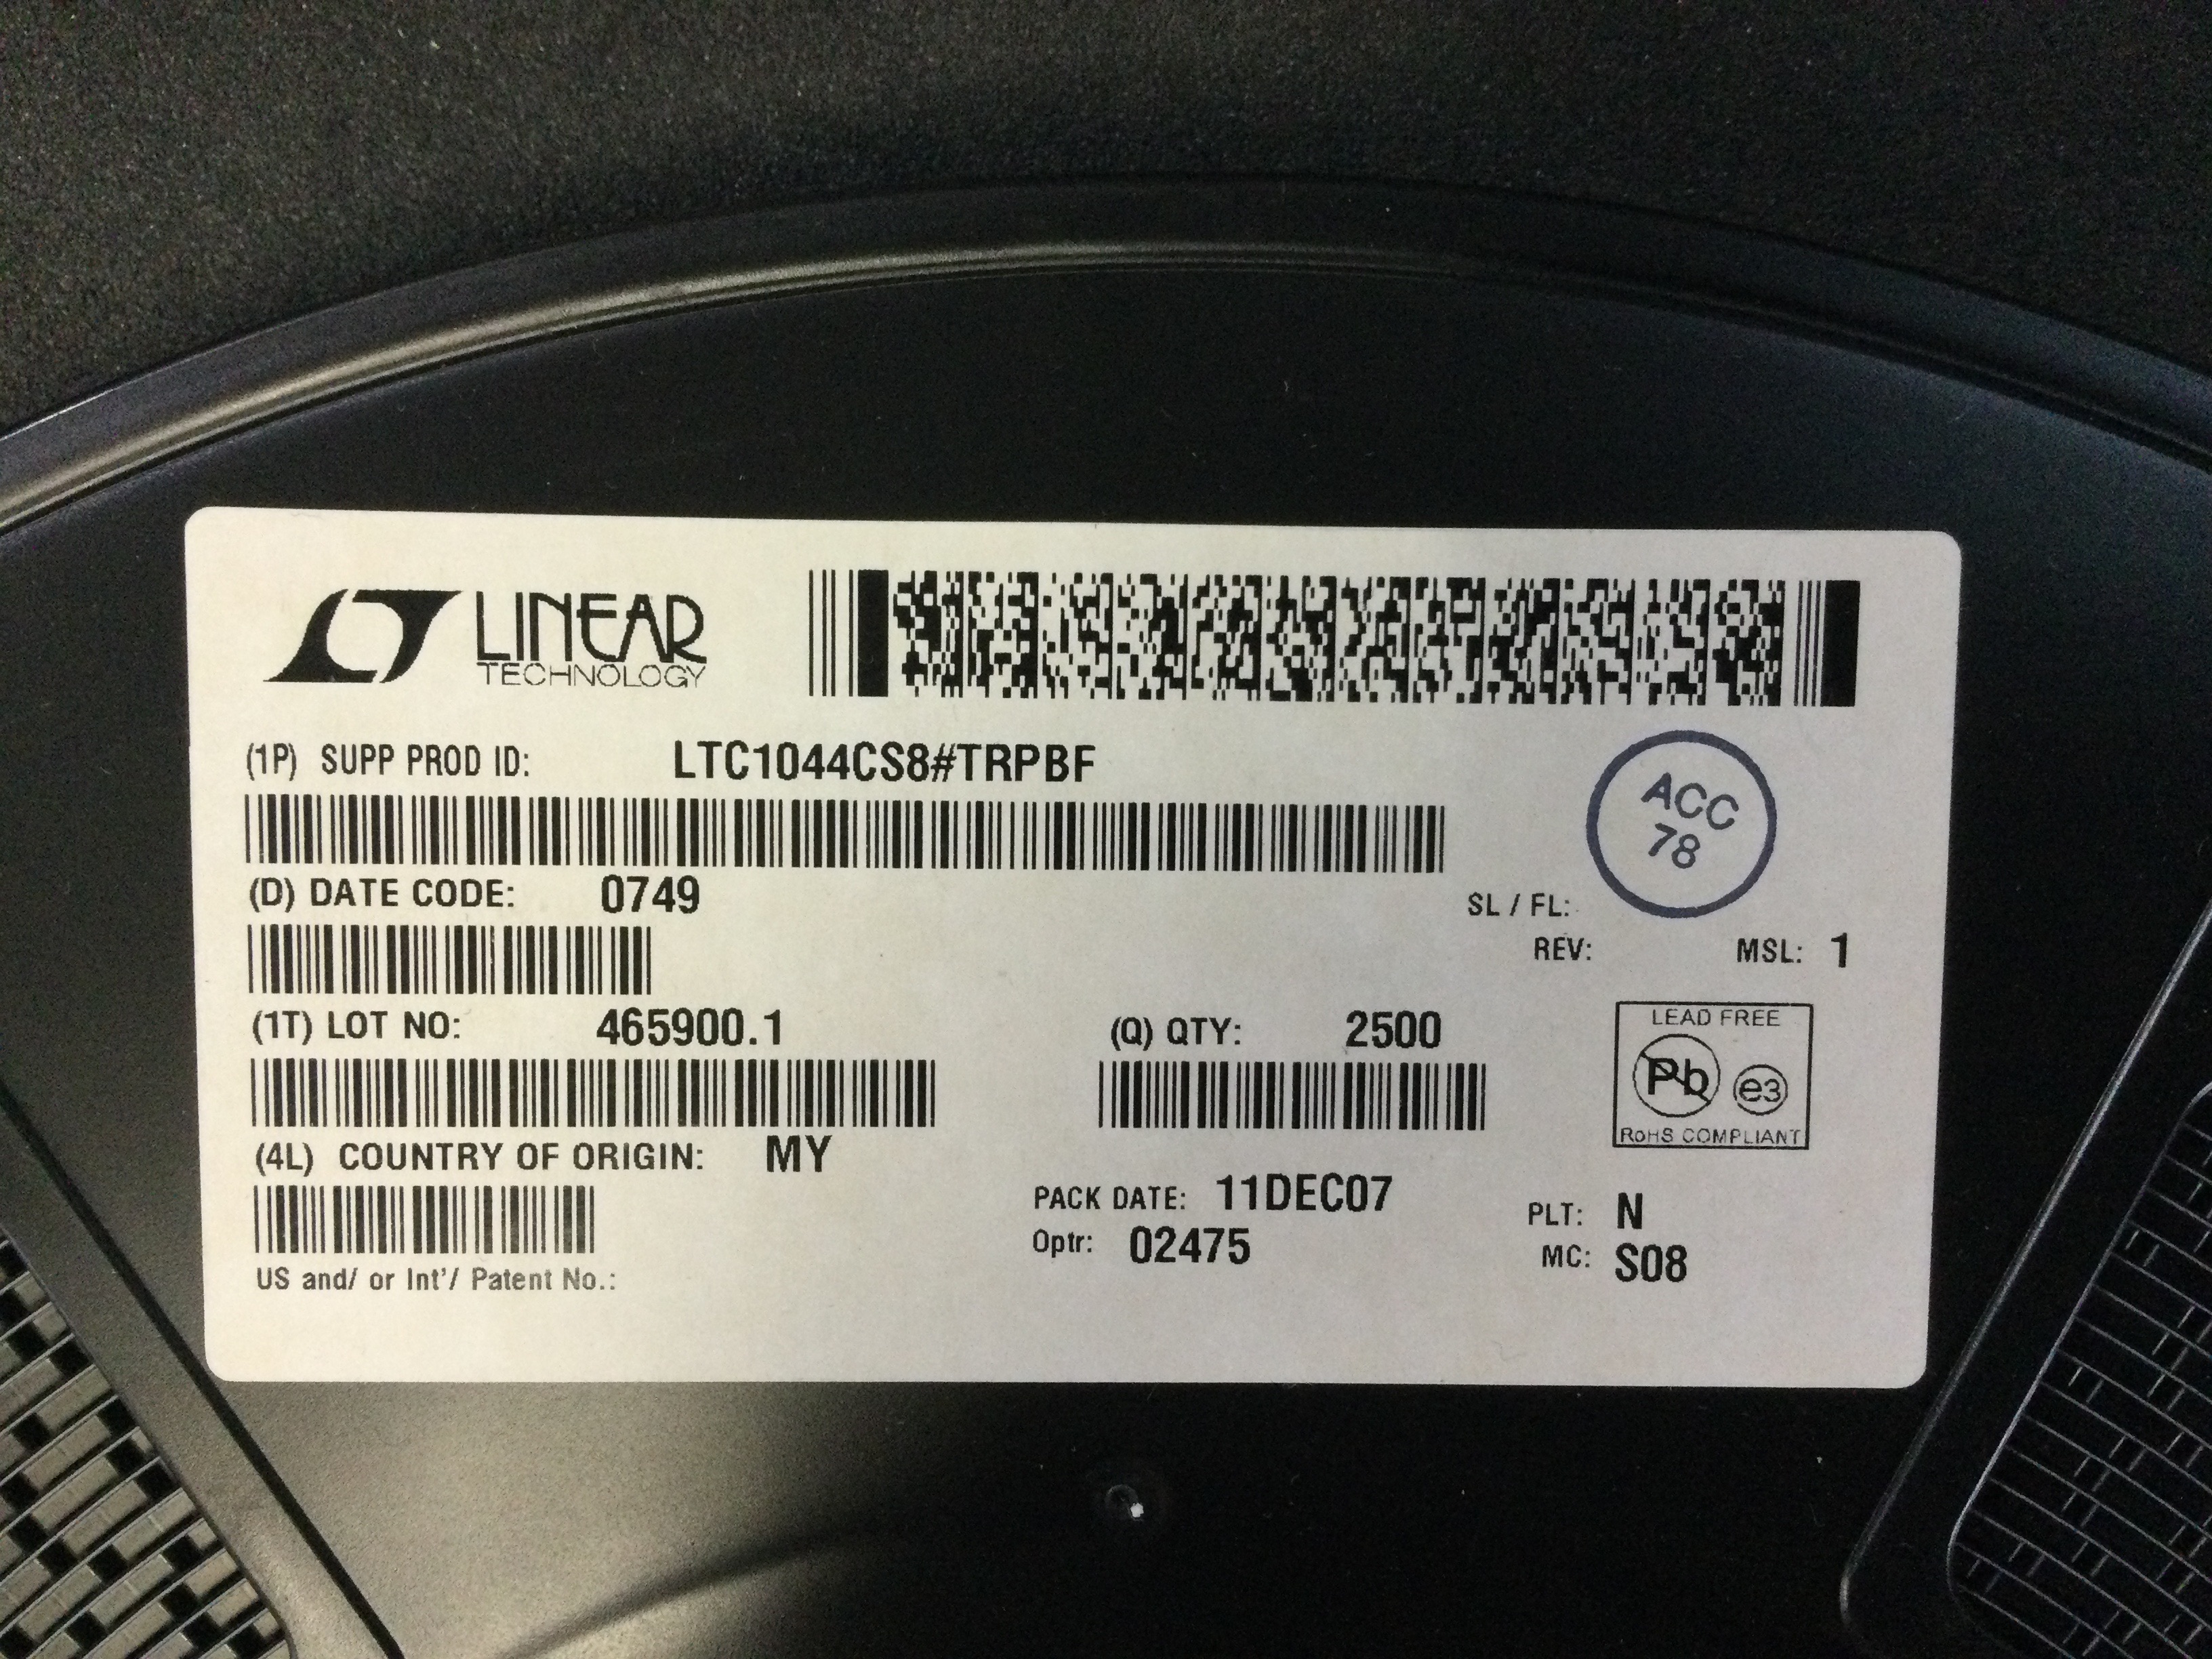 LINEAR
TECHNOLOGY
(1P) SUPP PROD ID: LTC1044CS8#TRPBF
ACC
78
(D) DATE CODE: 0749
SL / FL:
REV: MSL: 1
(1T) LOT NO: 465900.1 (Q) QTY: 2500
LEAD FREE
Pb e3
RoHS COMPLIANT
(4L) COUNTRY OF ORIGIN: MY
PACK DATE: 11DEC07 PLT: N
Optr: 02475 MC: S08
US and/ or Int'/ Patent No.: